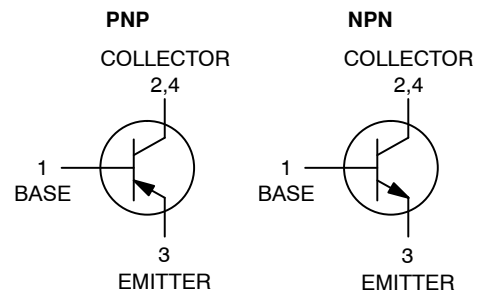 PNP
COLLECTOR
2,4
1
BASE
3
EMITTER
NPN
COLLECTOR
2,4
1
BASE
3
EMITTER